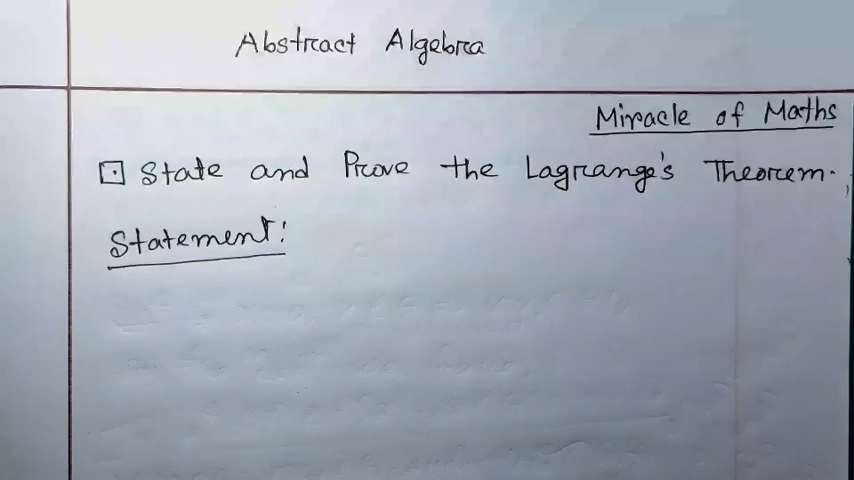 Abstract Algebra
Miracle of Maths
⊡ State and Prove the Lagrange's Theorem.
Statement: